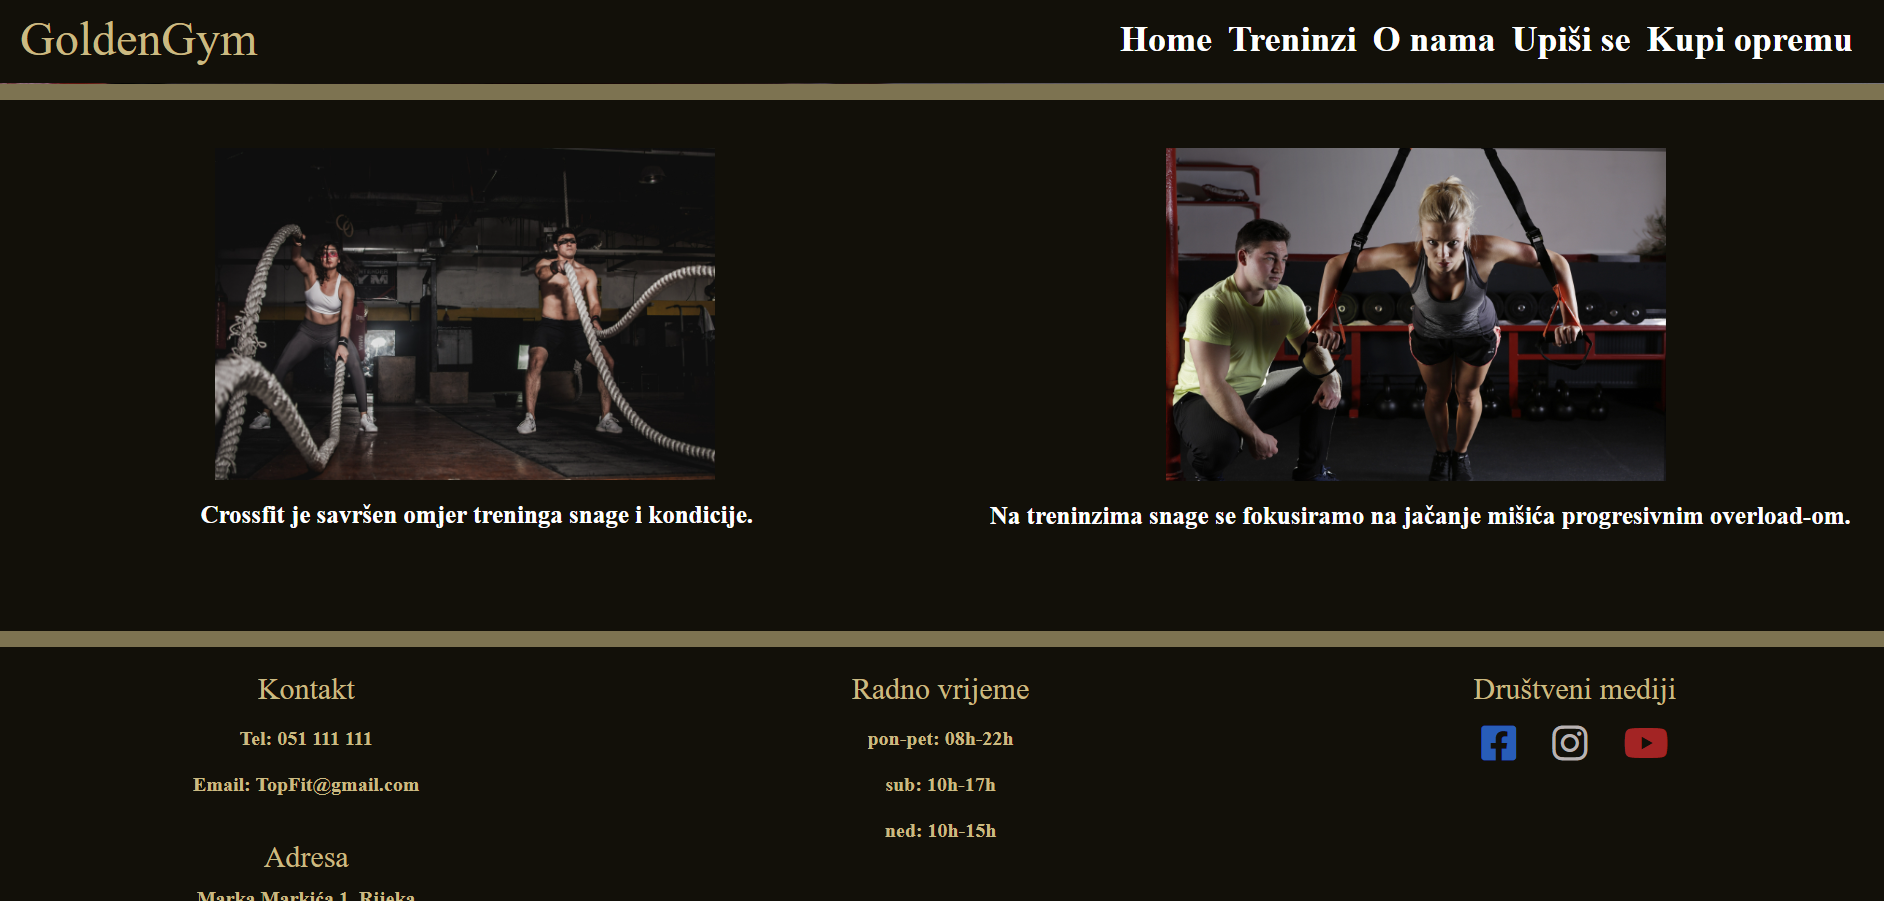 GoldenGym
Home Treninzi O nama Upiši se Kupi opremu
Crossfit je savršen omjer treninga snage i kondicije.
Na treninzima snage se fokusiramo na jačanje mišića progresivnim overload-om.
Kontakt
Tel: 051 111 111
Email: TopFit@gmail.com
Adresa
Marka Markića 1, Rijeka
Radno vrijeme
pon-pet: 08h-22h
sub: 10h-17h
ned: 10h-15h
Društveni mediji